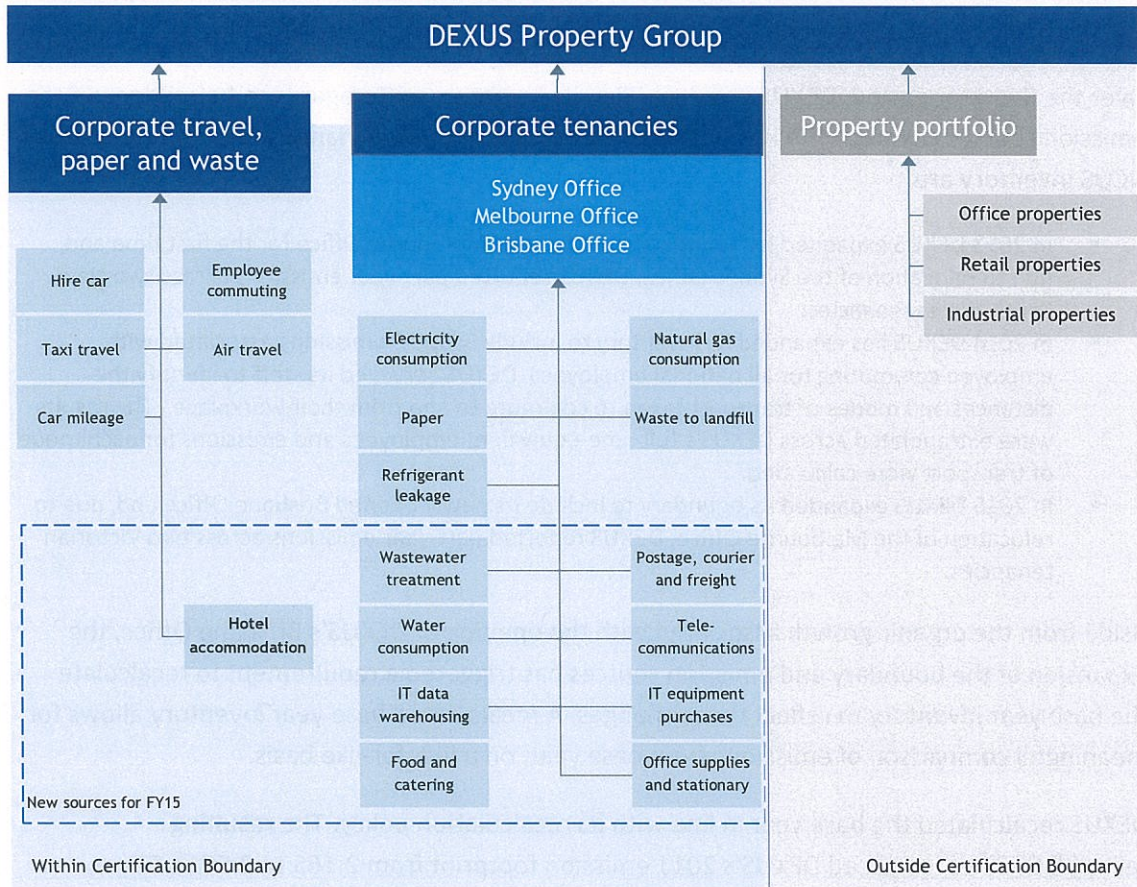 DEXUS Property Group
Corporate travel,
paper and waste
Corporate tenancies
Property portfolio
Sydney Office
Melbourne Office
Brisbane Office
Office properties
Retail properties
Industrial properties
Hire car
Employee
commuting
Taxi travel
Air travel
Car mileage
Electricity
consumption
Natural gas
consumption
Paper
Waste to landfill
Refrigerant
leakage
Wastewater
treatment
Postage, courier
and freight
Hotel
accommodation
Water
consumption
Tele-
communications
IT data
warehousing
IT equipment
purchases
Food and
catering
Office supplies
and stationary
New sources for FY15
Within Certification Boundary
Outside Certification Boundary